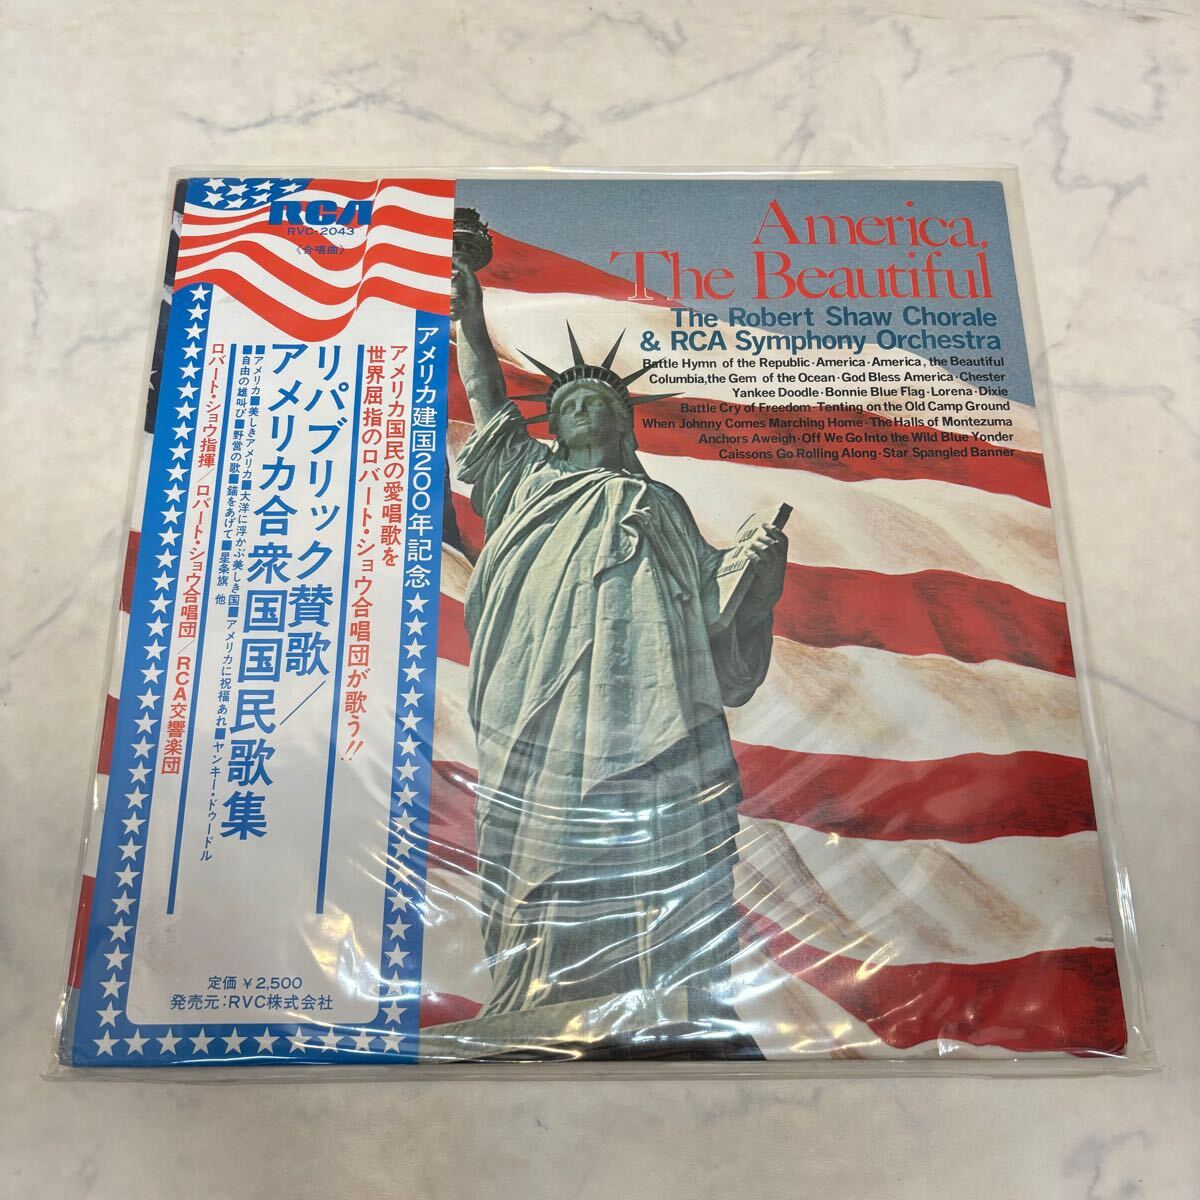 RCA
RVC-2043
〈合唱曲〉
アメリカ建国200年記念
アメリカ国民の愛唱歌を
世界屈指のロバート・ショウ合唱団が歌う!!
リパブリック賛歌/
アメリカ合衆国国民歌集
■アメリカ■美しきアメリカ■大洋に浮かぶ美しき国■アメリカに祝福あれ■ヤンキー・ドゥードル
■自由の雄叫び■野営の歌■錨をあげて■星条旗 他
ロバート・ショウ指揮/ロバート・ショウ合唱団/RCA交響楽団
定価 ¥2,500
発売元:RVC株式会社
America,
The Beautiful
The Robert Shaw Chorale
& RCA Symphony Orchestra
Battle Hymn of the Republic·America·America, the Beautiful
Columbia,the Gem of the Ocean·God Bless America·Chester
Yankee Doodle·Bonnie Blue Flag·Lorena·Dixie
Battle Cry of Freedom·Tenting on the Old Camp Ground
When Johnny Comes Marching Home·The Halls of Montezuma
Anchors Aweigh·Off We Go Into the Wild Blue Yonder
Caissons Go Rolling Along·Star Spangled Banner